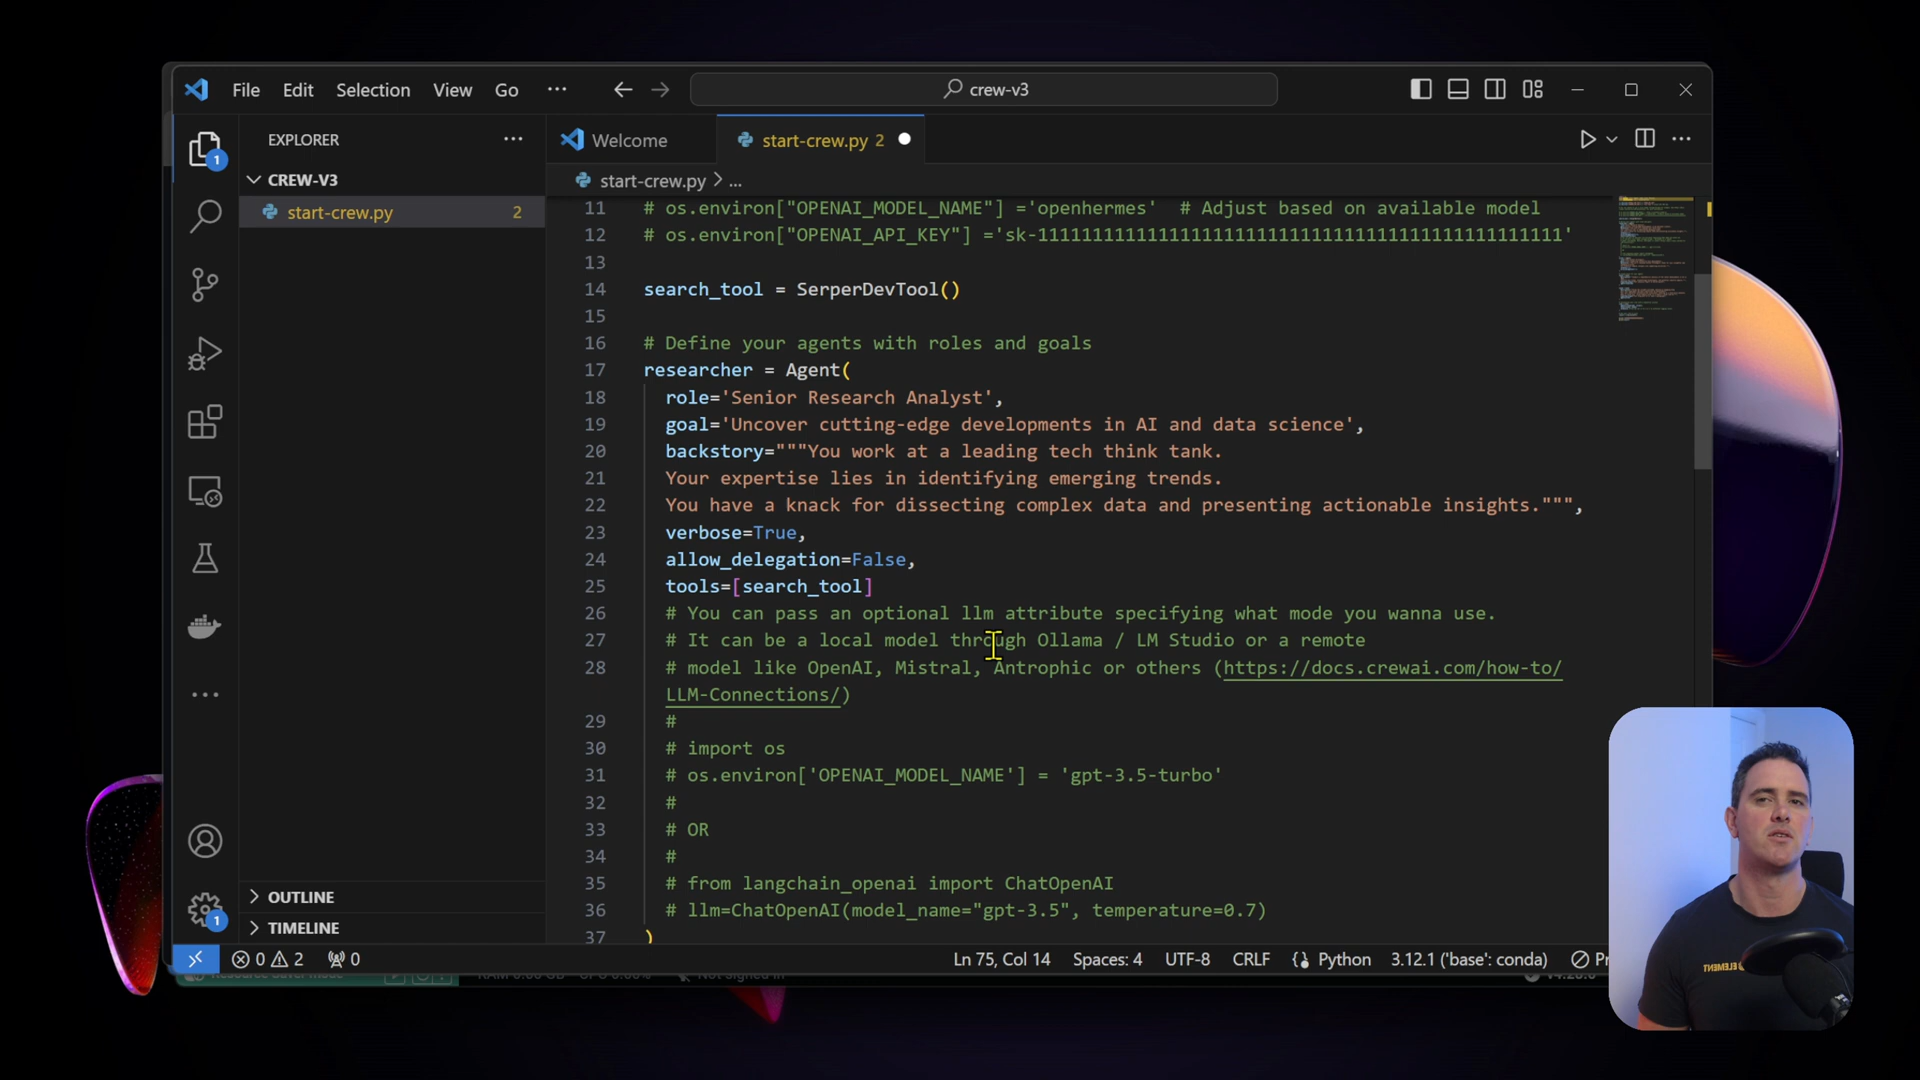 File Edit Selection View Go ··· crew-v3
EXPLORER ···
CREW-V3
start-crew.py 2
OUTLINE
TIMELINE
1
1
Welcome start-crew.py 2
start-crew.py > ...
11 # os.environ["OPENAI_MODEL_NAME"] ='openhermes'  # Adjust based on available model
12 # os.environ["OPENAI_API_KEY"] ='sk-111111111111111111111111111111111111111111111111'
13
14 search_tool = SerperDevTool()
15
16 # Define your agents with roles and goals
17 researcher = Agent(
18 role='Senior Research Analyst',
19 goal='Uncover cutting-edge developments in AI and data science',
20 backstory="""You work at a leading tech think tank.
21 Your expertise lies in identifying emerging trends.
22 You have a knack for dissecting complex data and presenting actionable insights.""",
23 verbose=True,
24 allow_delegation=False,
25 tools=[search_tool]
26 # You can pass an optional llm attribute specifying what mode you wanna use.
27 # It can be a local model through Ollama / LM Studio or a remote
28 # model like OpenAI, Mistral, Antrophic or others (https://docs.crewai.com/how-to/
LLM-Connections/)
29 #
30 # import os
31 # os.environ['OPENAI_MODEL_NAME'] = 'gpt-3.5-turbo'
32 #
33 # OR
34 #
35 # from langchain_openai import ChatOpenAI
36 # llm=ChatOpenAI(model_name="gpt-3.5", temperature=0.7)
37 )
0 2 0 Ln 75, Col 14 Spaces: 4 UTF-8 CRLF Python 3.12.1 ('base': conda)
ELEMENT